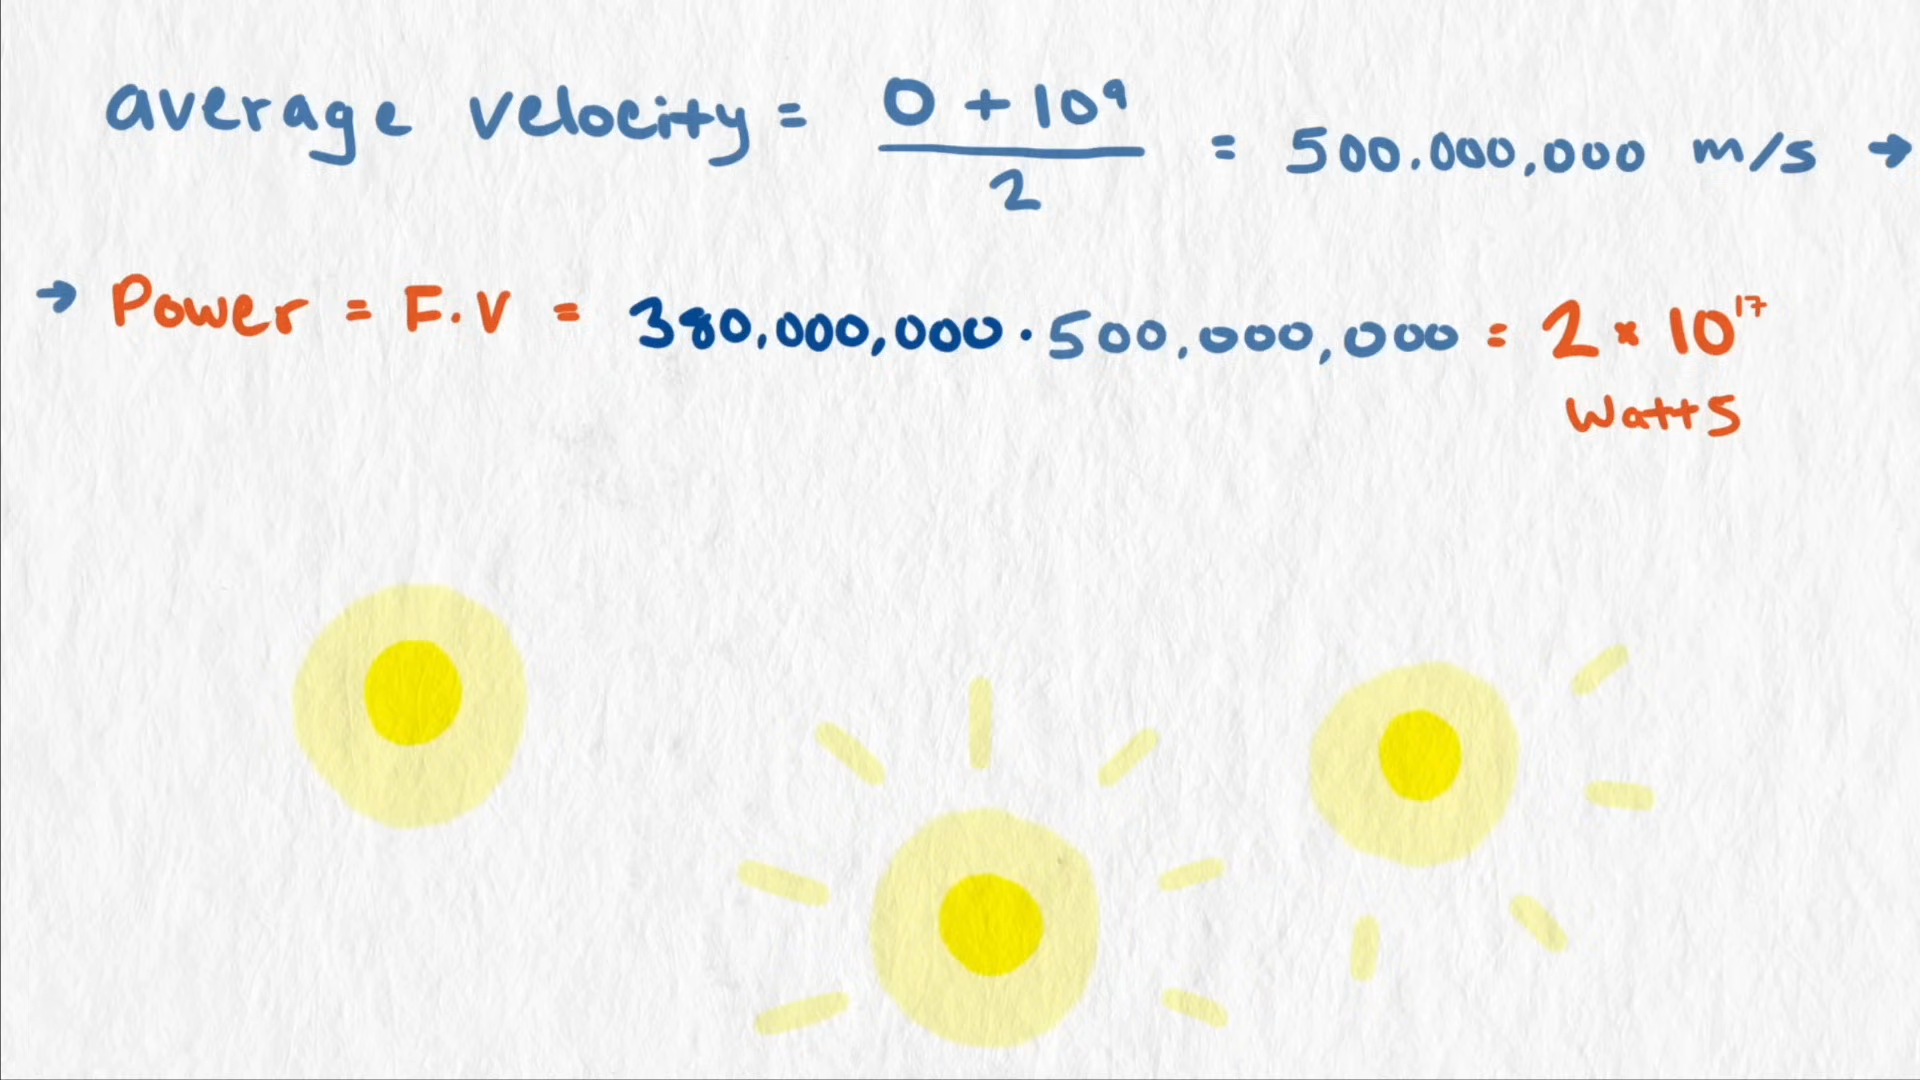 average velocity = 0 + 10⁹ / 2 = 500.000,000 m/s →
→ Power = F.V = 380,000,000 · 500,000,000 = 2 × 10¹⁷
Watts